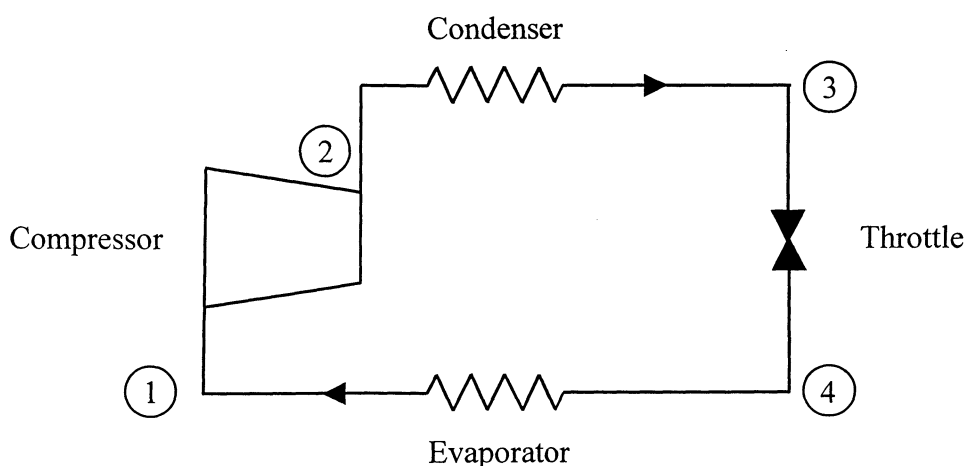 Condenser
3
2
Compressor
Throttle
1
4
Evaporator